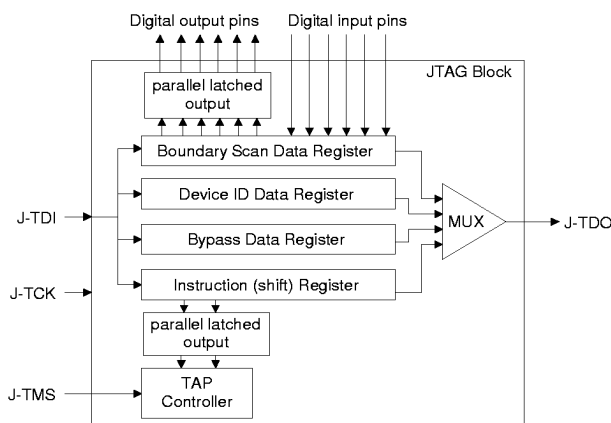 Digital output pins
Digital input pins
JTAG Block
parallel latched
output
Boundary Scan Data Register
Device ID Data Register
J-TDI
MUX
J-TDO
Bypass Data Register
Instruction (shift) Register
J-TCK
parallel latched
output
TAP
Controller
J-TMS